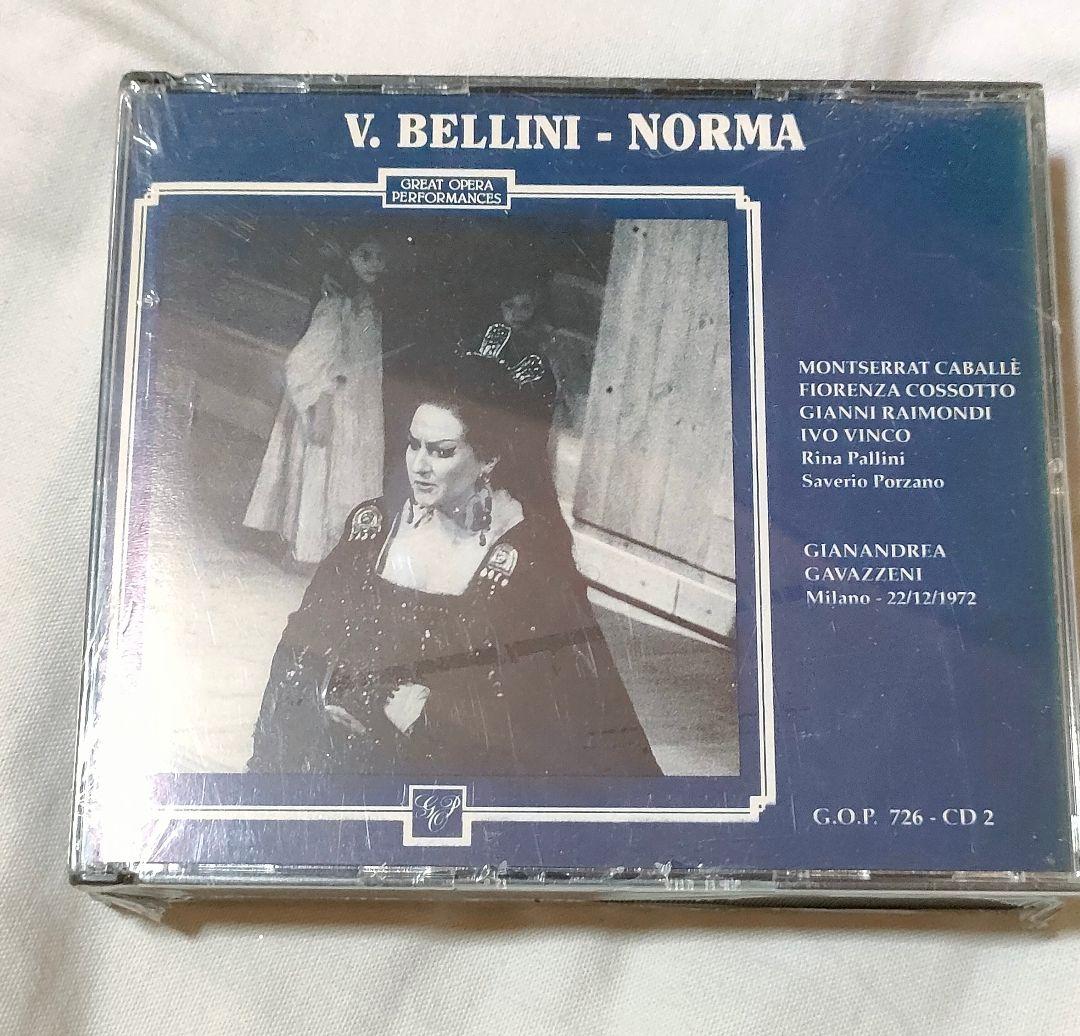 V. BELLINI - NORMA
GREAT OPERA
PERFORMANCES
MONTSERRAT CABALLÈ
FIORENZA COSSOTTO
GIANNI RAIMONDI
IVO VINCO
Rina Pallini
Saverio Porzano
GIANANDREA
GAVAZZENI
Milano - 22/12/1972
GOP
G.O.P. 726 - CD 2